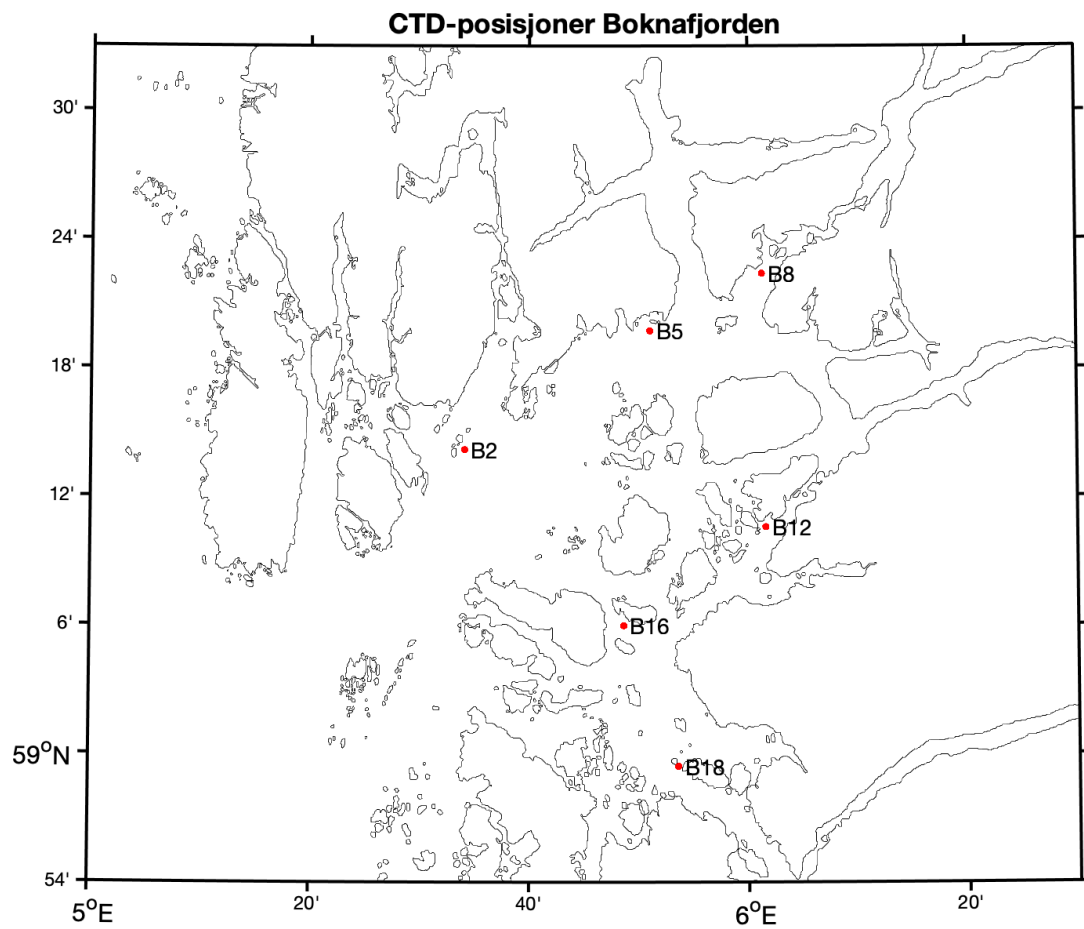 CTD-posisjoner Boknafjorden
30'
24'
B8
B5
18'
B2
12'
B12
6'
B16
59°N
B18
54'
5°E
20'
40'
6°E
20'